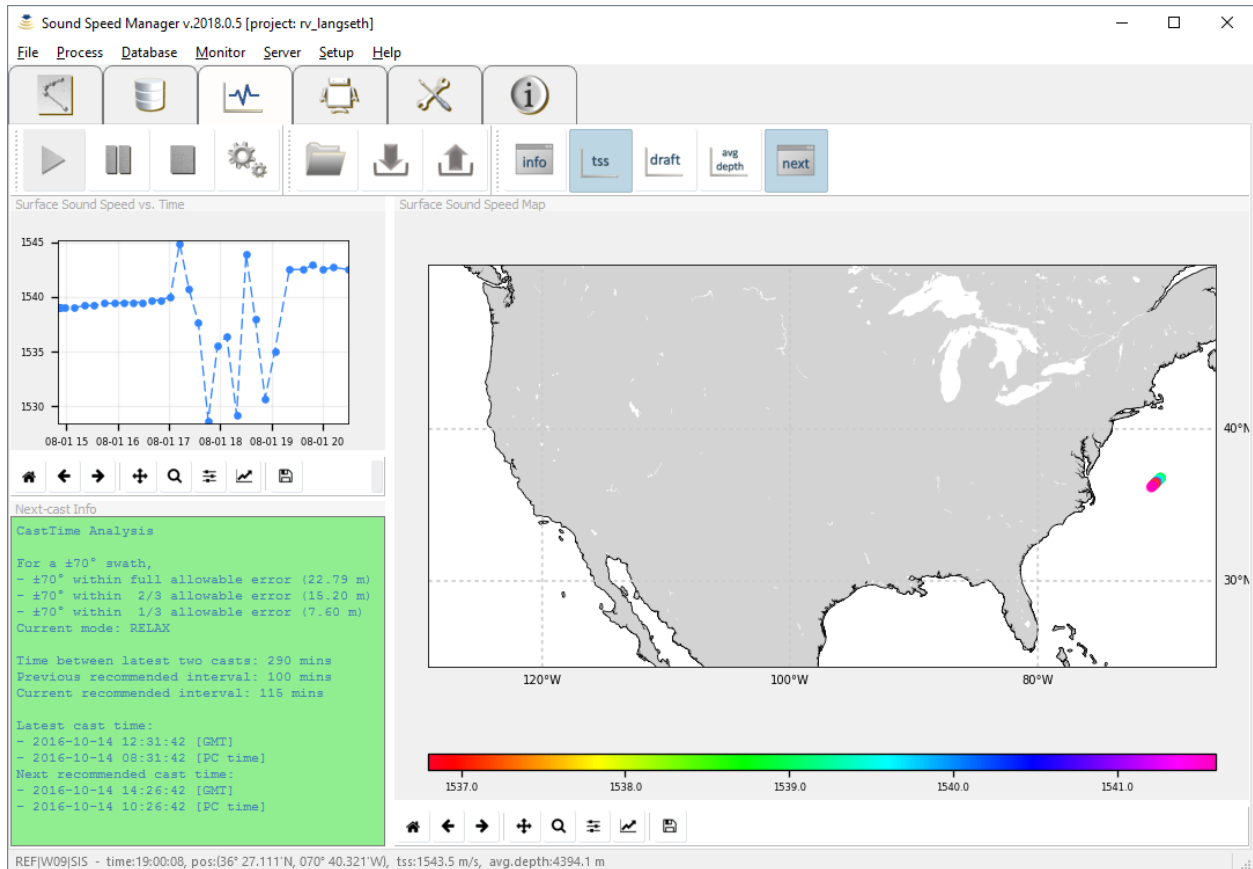 Sound Speed Manager v.2018.0.5 [project: rv_langseth]
File Process Database Monitor Server Setup Help
info tss draft avg depth next
Surface Sound Speed vs. Time
1545
1540
1535
1530
08-01 15 08-01 16 08-01 17 08-01 18 08-01 19 08-01 20
Next-cast Info
CastTime Analysis
For a ±70° swath,
- ±70° within full allowable error (22.79 m)
- ±70° within  2/3 allowable error (15.20 m)
- ±70° within  1/3 allowable error (7.60 m)
Current mode: RELAX
Time between latest two casts: 290 mins
Previous recommended interval: 100 mins
Current recommended interval: 115 mins
Latest cast time:
- 2016-10-14 12:31:42 [GMT]
- 2016-10-14 08:31:42 [PC time]
Next recommended cast time:
- 2016-10-14 14:26:42 [GMT]
- 2016-10-14 10:26:42 [PC time]
Surface Sound Speed Map
40°N
30°N
120°W 100°W 80°W
1537.0 1538.0 1539.0 1540.0 1541.0
REF|W09|SIS - time:19:00:08, pos:(36° 27.111'N, 070° 40.321'W), tss:1543.5 m/s, avg.depth:4394.1 m